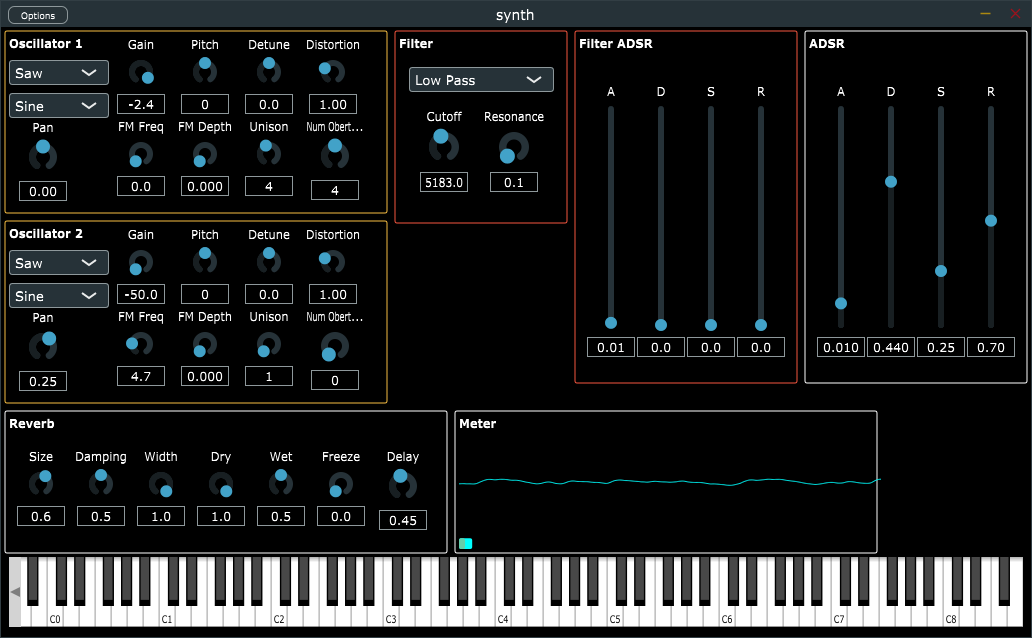 Options
synth
Oscillator 1
Gain Pitch Detune Distortion
Saw
-2.4 0 0.0 1.00
Sine
Pan
FM Freq FM Depth Unison Num Obert...
0.00
0.0 0.000 4 4
Oscillator 2
Gain Pitch Detune Distortion
Saw
-50.0 0 0.0 1.00
Sine
Pan
FM Freq FM Depth Unison Num Obert...
0.25
4.7 0.000 1 0
Filter
Low Pass
Cutoff Resonance
5183.0 0.1
Filter ADSR
A D S R
0.01 0.0 0.0 0.0
ADSR
A D S R
0.010 0.440 0.25 0.70
Reverb
Size Damping Width Dry Wet Freeze Delay
0.6 0.5 1.0 1.0 0.5 0.0 0.45
Meter
C0 C1 C2 C3 C4 C5 C6 C7 C8